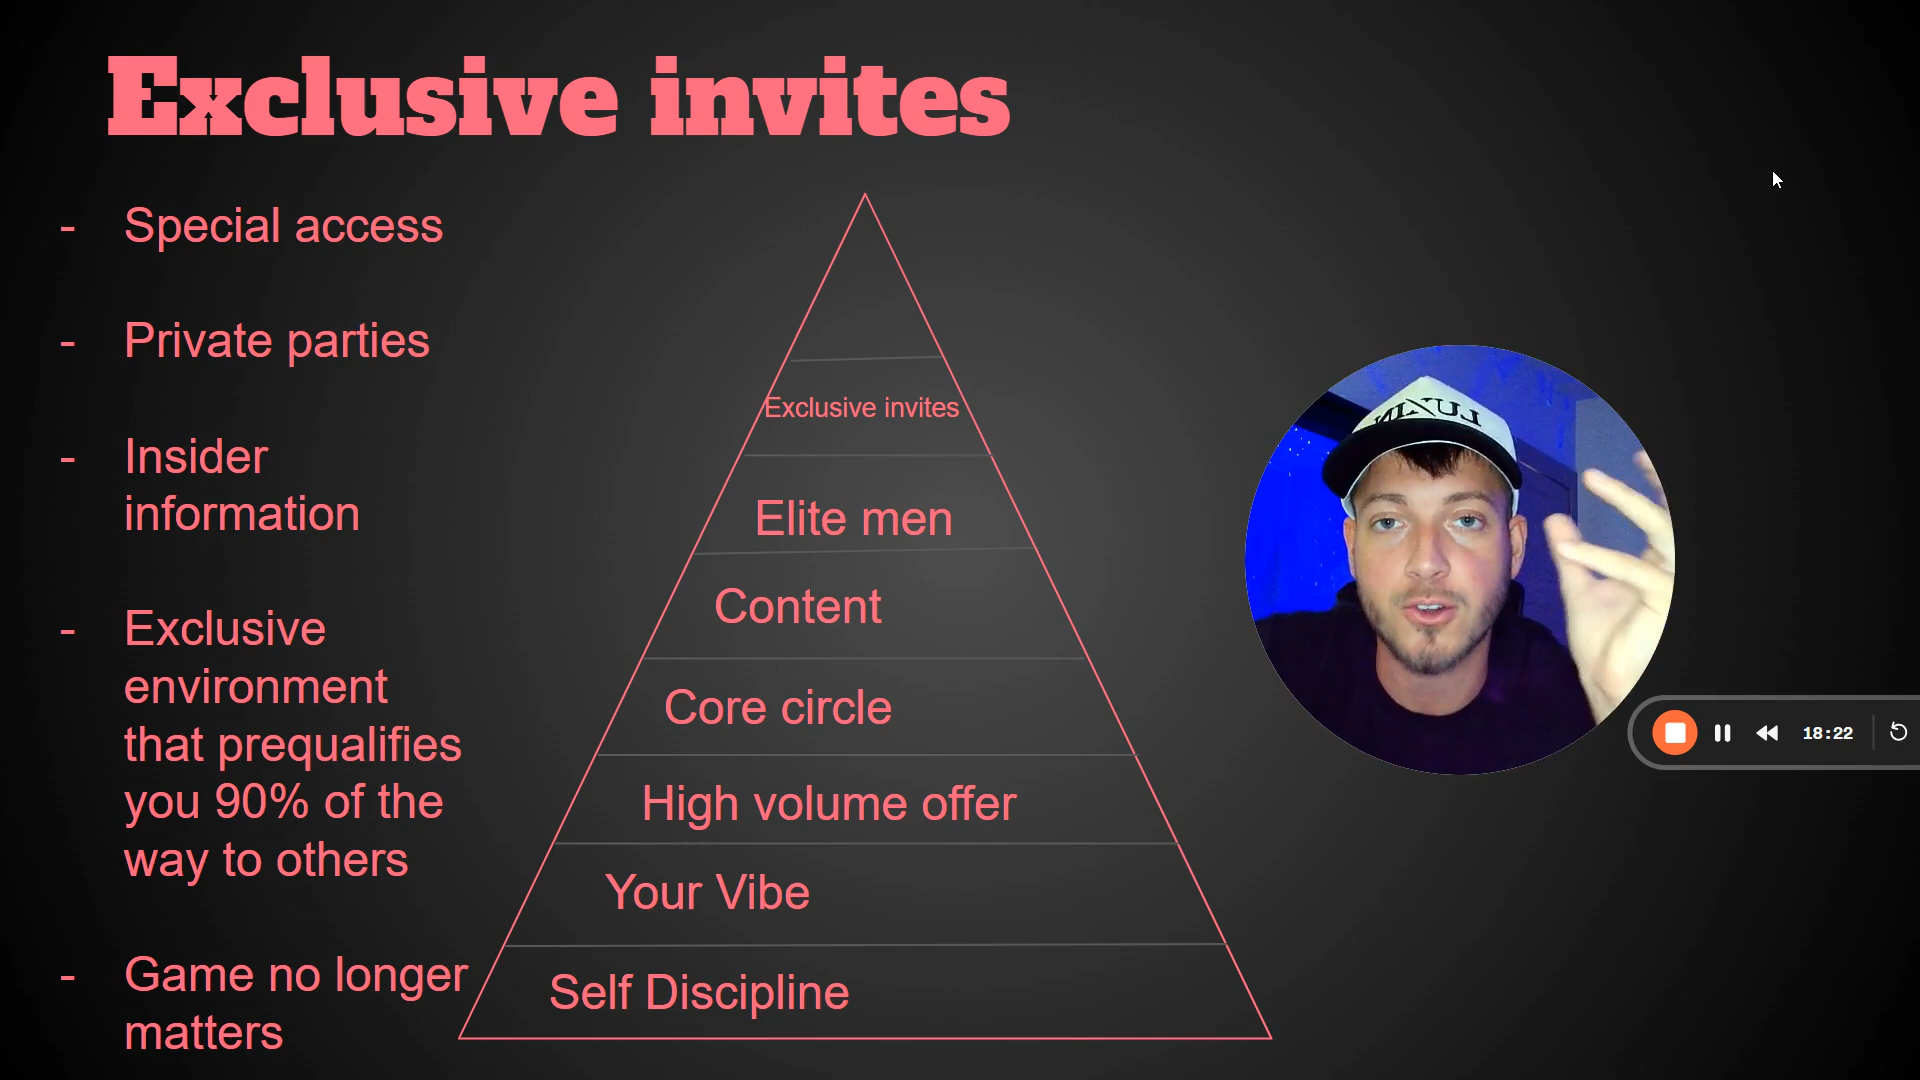 Exclusive invites
- Special access
- Private parties
- Insider
information
- Exclusive
environment
that prequalifies
you 90% of the
way to others
- Game no longer
matters
Exclusive invites
Elite men
Content
Core circle
High volume offer
Your Vibe
Self Discipline
LUXIN
18:22